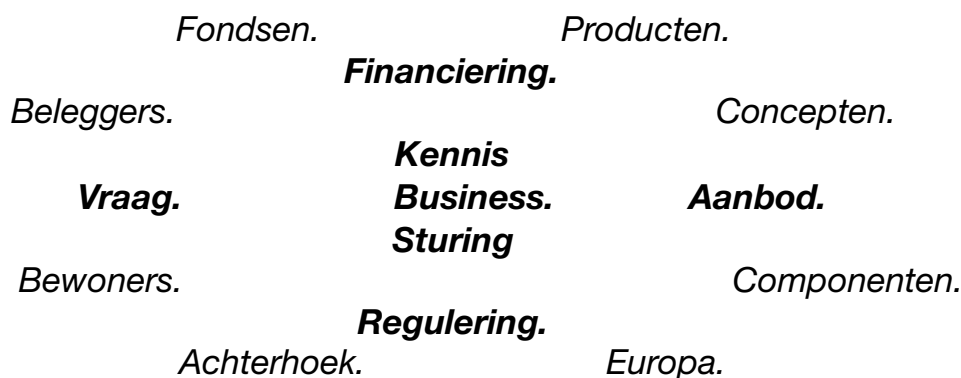 Fondsen. Producten.
Financiering.
Beleggers. Concepten.
Kennis
Vraag. Business. Aanbod.
Sturing
Bewoners. Componenten.
Regulering.
Achterhoek. Europa.